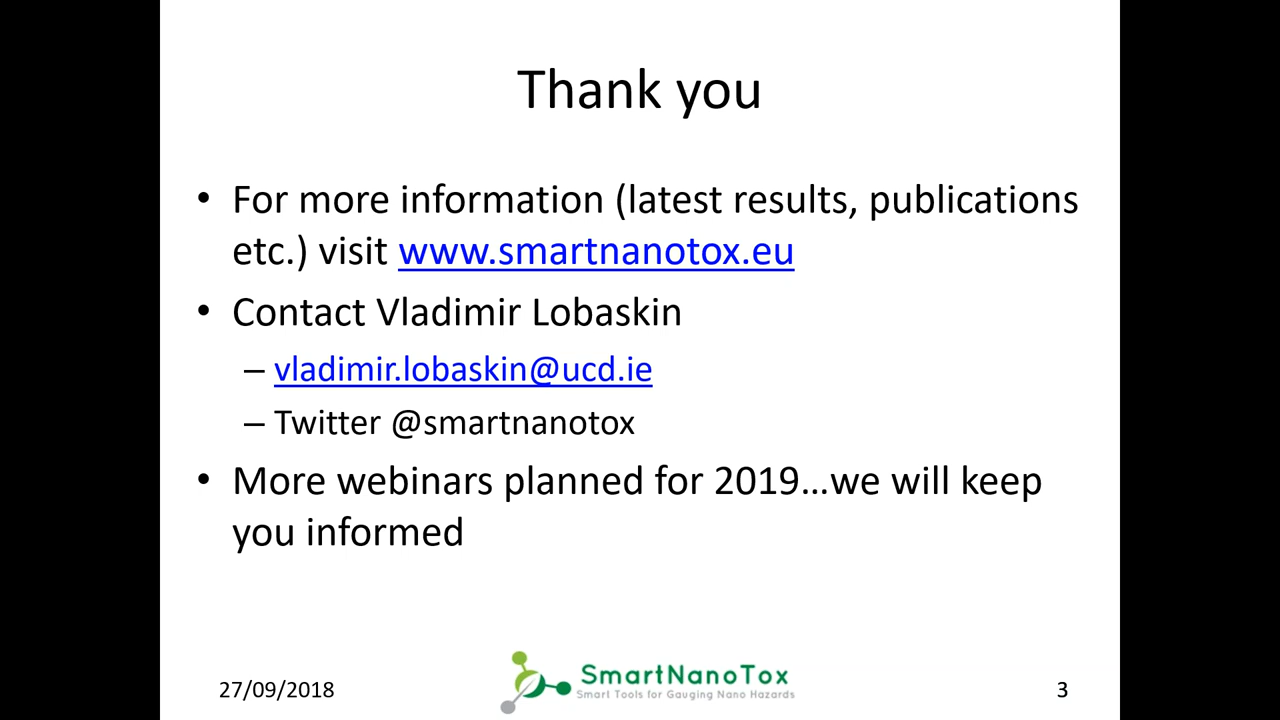 Thank you
• For more information (latest results, publications
etc.) visit www.smartnanotox.eu
• Contact Vladimir Lobaskin
– vladimir.lobaskin@ucd.ie
– Twitter @smartnanotox
• More webinars planned for 2019...we will keep
you informed
27/09/2018
SmartNanoTox
Smart Tools for Gauging Nano Hazards
3